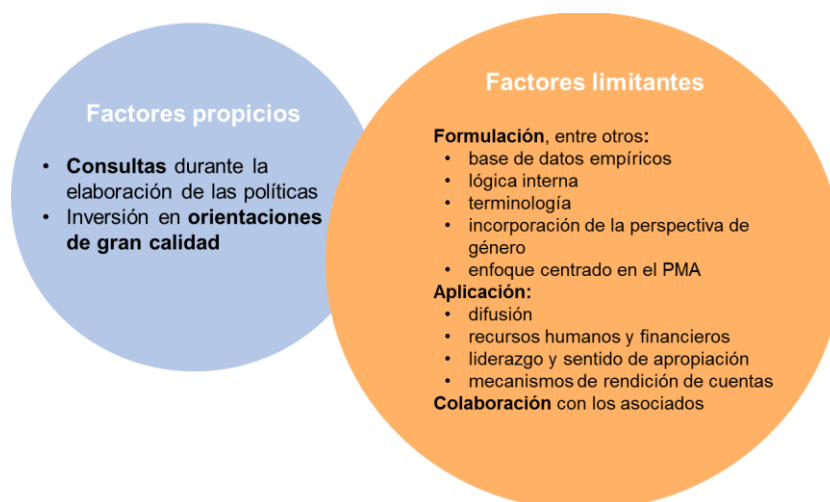 Factores propicios
• Consultas durante la
elaboración de las políticas
• Inversión en orientaciones
de gran calidad
Factores limitantes
Formulación, entre otros:
• base de datos empíricos
• lógica interna
• terminología
• incorporación de la perspectiva de
género
• enfoque centrado en el PMA
Aplicación:
• difusión
• recursos humanos y financieros
• liderazgo y sentido de apropiación
• mecanismos de rendición de cuentas
Colaboración con los asociados